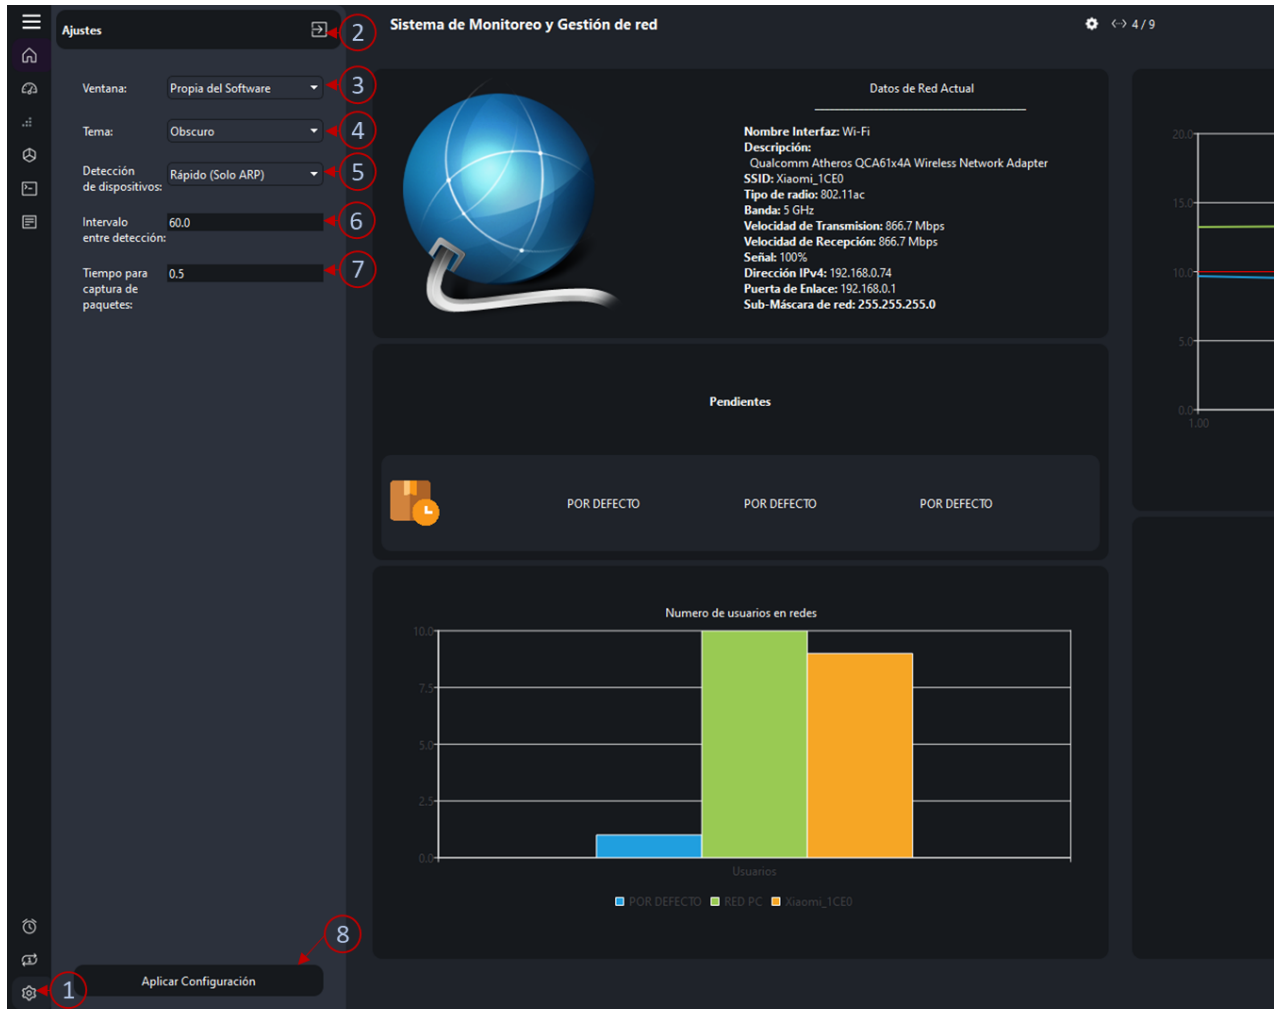 Ajustes
2
Sistema de Monitoreo y Gestión de red
4 / 9
Ventana:
Propia del Software
3
Tema:
Obscuro
4
Detección
de dispositivos:
Rápido (Solo ARP)
5
Intervalo
entre detección:
60.0
6
Tiempo para
captura de
paquetes:
0.5
7
Datos de Red Actual
Nombre Interfaz: Wi-Fi
Descripción:
Qualcomm Atheros QCA61x4A Wireless Network Adapter
SSID: Xiaomi_1CE0
Tipo de radio: 802.11ac
Banda: 5 GHz
Velocidad de Transmision: 866.7 Mbps
Velocidad de Recepción: 866.7 Mbps
Señal: 100%
Dirección IPv4: 192.168.0.74
Puerta de Enlace: 192.168.0.1
Sub-Máscara de red: 255.255.255.0
20.0
15.0
10.0
5.0
0.0
1.00
Pendientes
POR DEFECTO
POR DEFECTO
POR DEFECTO
Numero de usuarios en redes
10.0
7.5
5.0
2.5
0.0
Usuarios
POR DEFECTO
RED PC
Xiaomi_1CE0
8
Aplicar Configuración
1